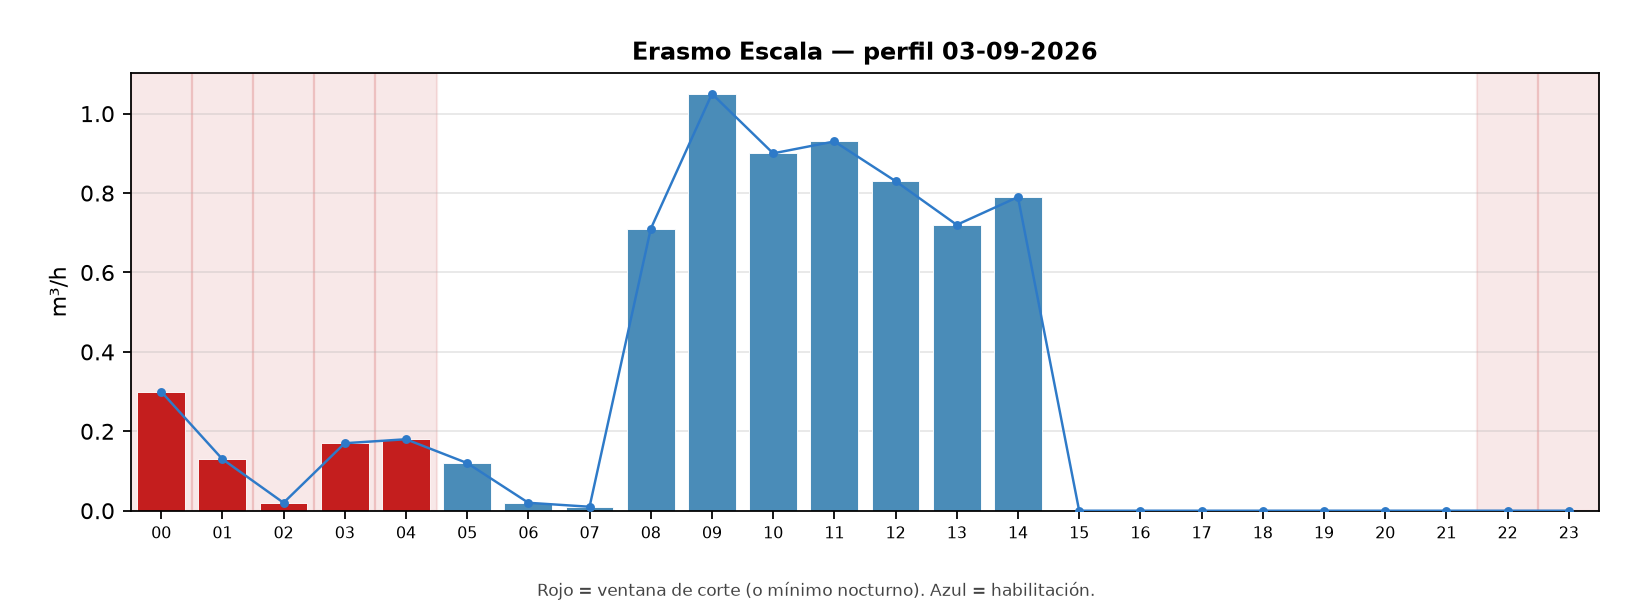 Erasmo Escala — perfil 03-09-2026
m³/h
1.0
0.8
0.6
0.4
0.2
0.0
00 01 02 03 04 05 06 07 08 09 10 11 12 13 14 15 16 17 18 19 20 21 22 23
Rojo = ventana de corte (o mínimo nocturno). Azul = habilitación.